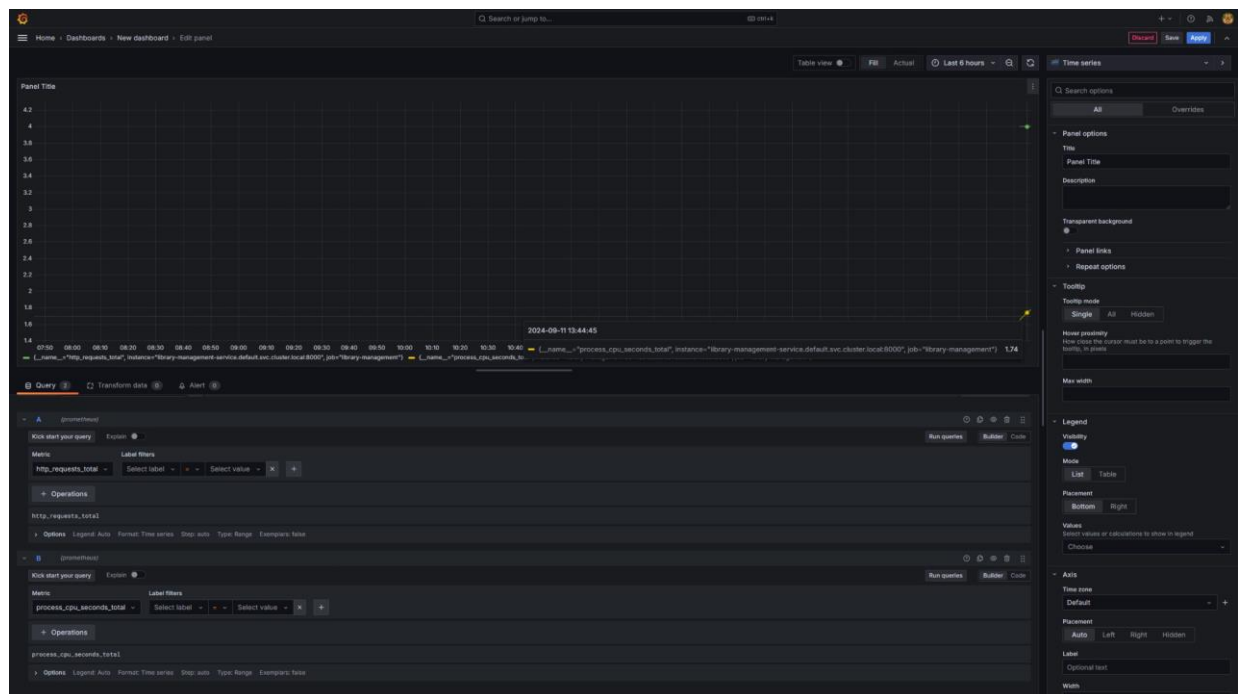 Search or jump to...
ctrl+k
Home › Dashboards › New dashboard › Edit panel
Discard Save Apply
Table view Fill Actual Last 6 hours
Time series
Panel Title
Search options
All Overrides
4.2
4
3.8
3.6
3.4
3.2
3
2.8
2.6
2.4
2.2
2
1.8
1.6
1.4
07:50 08:00 08:10 08:20 08:30 08:40 08:50 09:00 09:10 09:20 09:30 09:40 09:50 10:00 10:10 10:20 10:30 10:40
2024-09-11 13:44:45
{__name__="process_cpu_seconds_total", instance="library-management-service.default.svc.cluster.local:8000", job="library-management"} 1.74
{__name__="http_requests_total", instance="library-management-service.default.svc.cluster.local:8000", job="library-management"} {__name__="process_cpu_seconds_to
Query 2 Transform data 0 Alert 0
A (prometheus)
Kick start your query Explain Run queries Builder Code
Metric Label filters
http_requests_total Select label = Select value
+ Operations
http_requests_total
Options Legend: Auto Format: Time series Step: auto Type: Range Exemplars: false
B (prometheus)
Kick start your query Explain Run queries Builder Code
Metric Label filters
process_cpu_seconds_total Select label = Select value
+ Operations
process_cpu_seconds_total
Options Legend: Auto Format: Time series Step: auto Type: Range Exemplars: false
Panel options
Title
Panel Title
Description
Transparent background
Panel links
Repeat options
Tooltip
Tooltip mode
Single All Hidden
Hover proximity
How close the cursor must be to a point to trigger the
tooltip, in pixels
Max width
Legend
Visibility
Mode
List Table
Placement
Bottom Right
Values
Select values or calculations to show in legend
Choose
Axis
Time zone
Default
Placement
Auto Left Right Hidden
Label
Optional text
Width